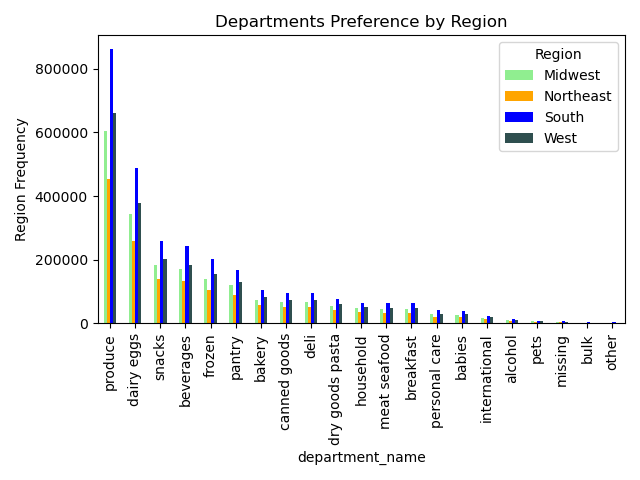 Departments Preference by Region
Region Frequency
800000
600000
400000
200000
0
Region
Midwest
Northeast
South
West
produce
dairy eggs
snacks
beverages
frozen
pantry
bakery
canned goods
deli
dry goods pasta
household
meat seafood
breakfast
personal care
babies
international
alcohol
pets
missing
bulk
other
department_name